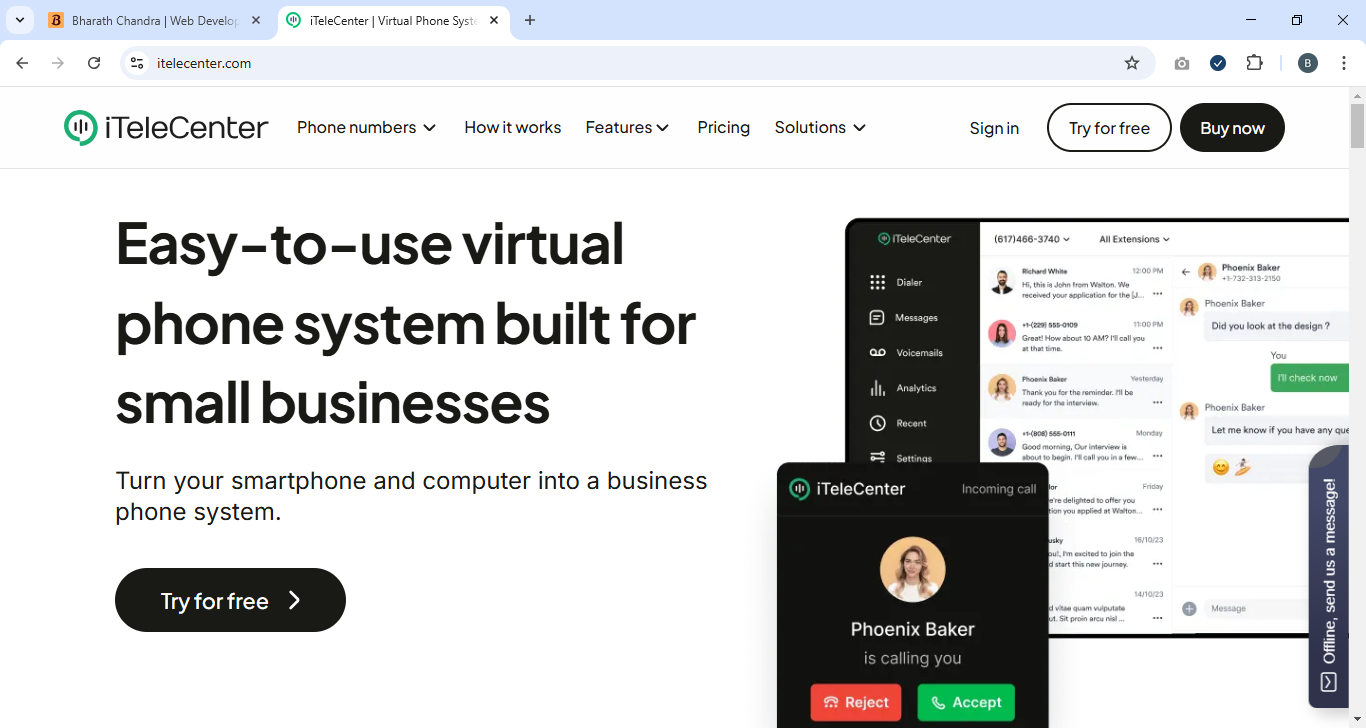 Bharath Chandra | Web Develop
iTeleCenter | Virtual Phone Syste
itelecenter.com
B
iTeleCenter
Phone numbers
How it works
Features
Pricing
Solutions
Sign in
Try for free
Buy now
Easy-to-use virtual
phone system built for
small businesses
Turn your smartphone and computer into a business
phone system.
Try for free
iTeleCenter
Dialer
Messages
Voicemails
Analytics
Recent
Settings
(617)466-3740
All Extensions
Richard White 12:00 PM
Hi, this is John from Walton. We
received your application for the [J...
+1-(229) 555-0109 11:00 PM
Great! How about 10 AM? I'll call you
at that time.
Phoenix Baker Yesterday
Thank you for the reminder. I'll be
ready for the interview.
+1-(808) 555-0111 Monday
Good morning, Our interview is
about to begin. I'll call you in a few...
lor Friday
're delighted to offer you
tion you applied at Walton...
usky 16/10/23
ou!, I'm excited to join the
d start this new journey.
14/10/23
d vitae quam vulputate
ut. Sit proin arcu nisl ...
Phoenix Baker
+1-732-313-2150
Phoenix Baker
Did you look at the design ?
You
I'll check now
Phoenix Baker
Let me know if you have any que
Message
iTeleCenter
Incoming call
Phoenix Baker
is calling you
Reject
Accept
Offline, send us a message!